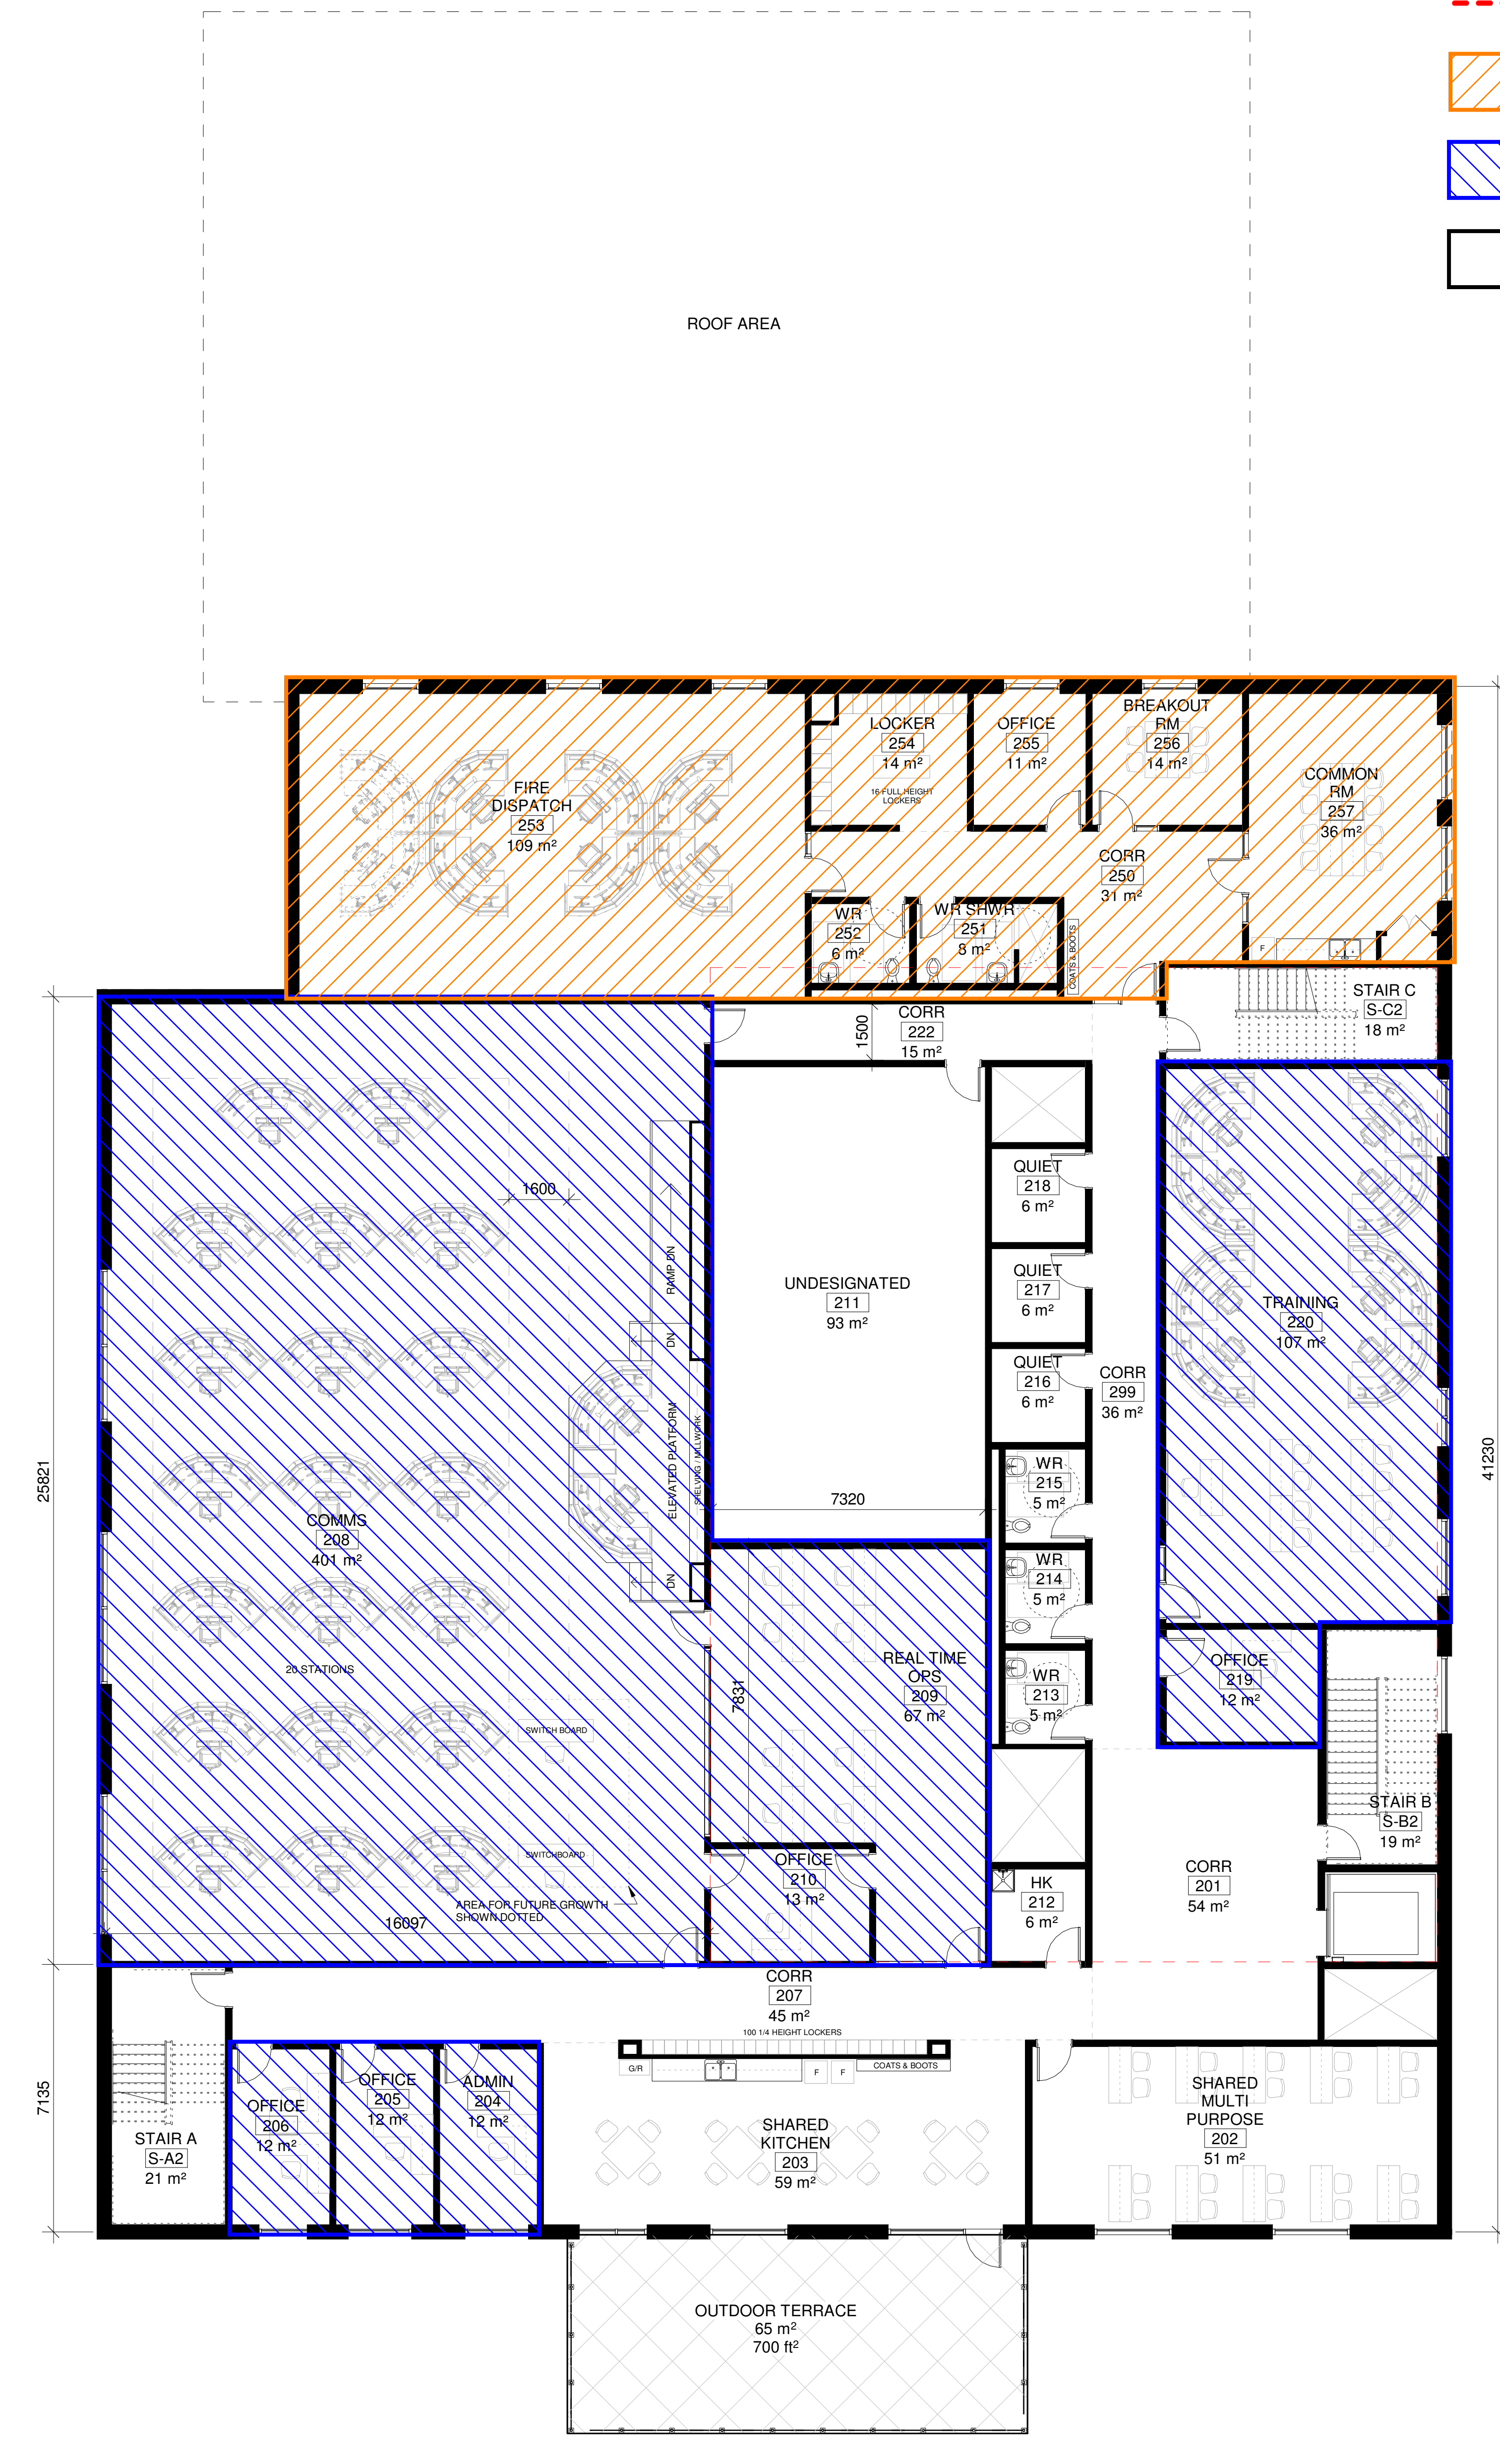 ROOF AREA
FIRE
DISPATCH
253
109 m²
LOCKER
254
14 m²
16 FULL HEIGHT
LOCKERS
OFFICE
255
11 m²
BREAKOUT
RM
256
14 m²
COMMON
RM
257
36 m²
CORR
250
31 m²
WR
252
6 m²
WR SHWR
251
8 m²
COATS & BOOTS
F
STAIR C
S-C2
18 m²
CORR
222
15 m²
1500
UNDESIGNATED
211
93 m²
7320
QUIET
218
6 m²
QUIET
217
6 m²
QUIET
216
6 m²
CORR
299
36 m²
TRAINING
220
107 m²
1600
RAMP DN
DN
ELEVATED PLATFORM
SHELVING / MILLWORK
DN
COMMS
208
401 m²
20 STATIONS
25821
41230
WR
215
5 m²
WR
214
5 m²
WR
213
5 m²
REAL TIME
OPS
209
67 m²
7831
OFFICE
219
12 m²
SWITCH BOARD
SWITCHBOARD
AREA FOR FUTURE GROWTH
SHOWN DOTTED
16097
OFFICE
210
13 m²
HK
212
6 m²
CORR
201
54 m²
STAIR B
S-B2
19 m²
CORR
207
45 m²
100 1/4 HEIGHT LOCKERS
G/R
F
F
COATS & BOOTS
7135
STAIR A
S-A2
21 m²
OFFICE
206
12 m²
OFFICE
205
12 m²
ADMIN
204
12 m²
SHARED
KITCHEN
203
59 m²
SHARED
MULTI
PURPOSE
202
51 m²
OUTDOOR TERRACE
65 m²
700 ft²